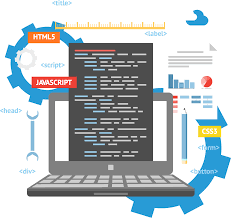 <title>
HTML5
<label>
<script>
JAVASCRIPT
<head>
CSS3
<form>
<div>
<button>